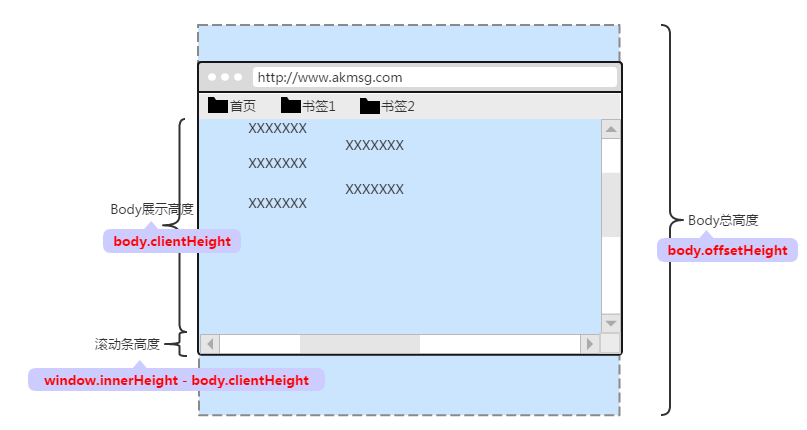 http://www.akmsg.com
首页 书签1 书签2
XXXXXXX
XXXXXXX
XXXXXXX
XXXXXXX
XXXXXXX
Body展示高度
body.clientHeight
Body总高度
body.offsetHeight
滚动条高度
window.innerHeight - body.clientHeight